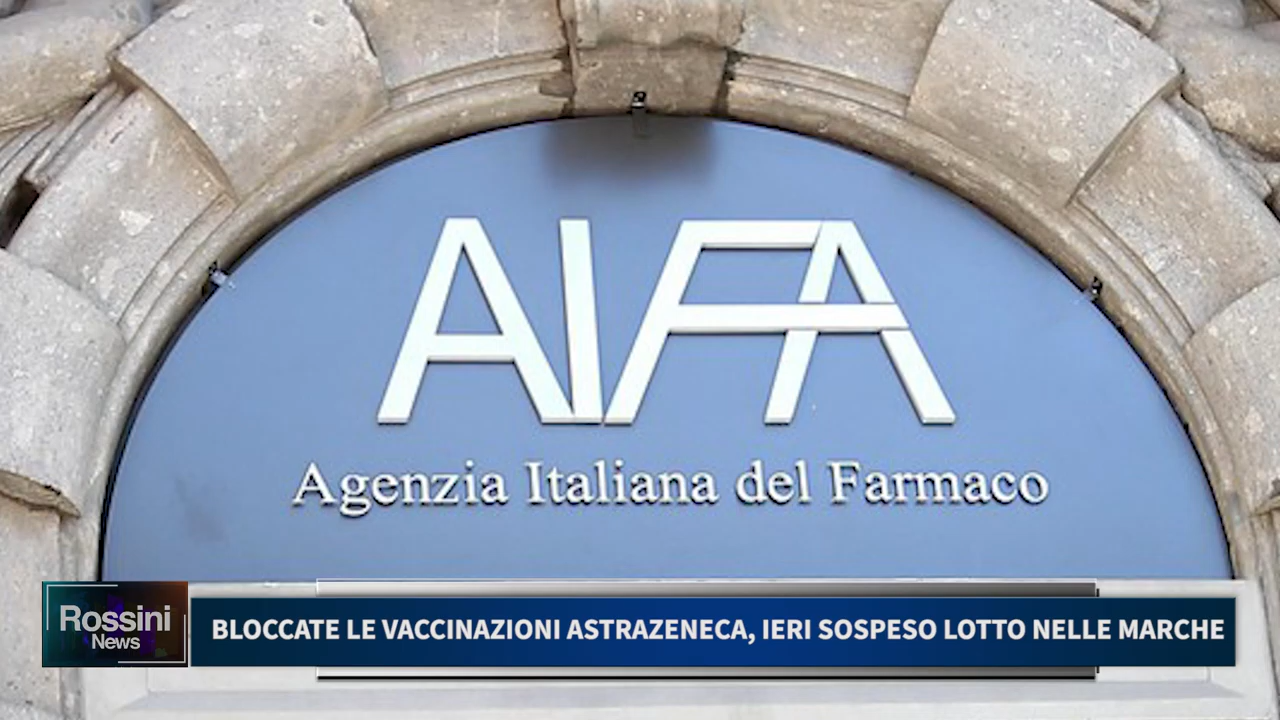 AIFA
Agenzia Italiana del Farmaco
Rossini
News
BLOCCATE LE VACCINAZIONI ASTRAZENECA, IERI SOSPESO LOTTO NELLE MARCHE